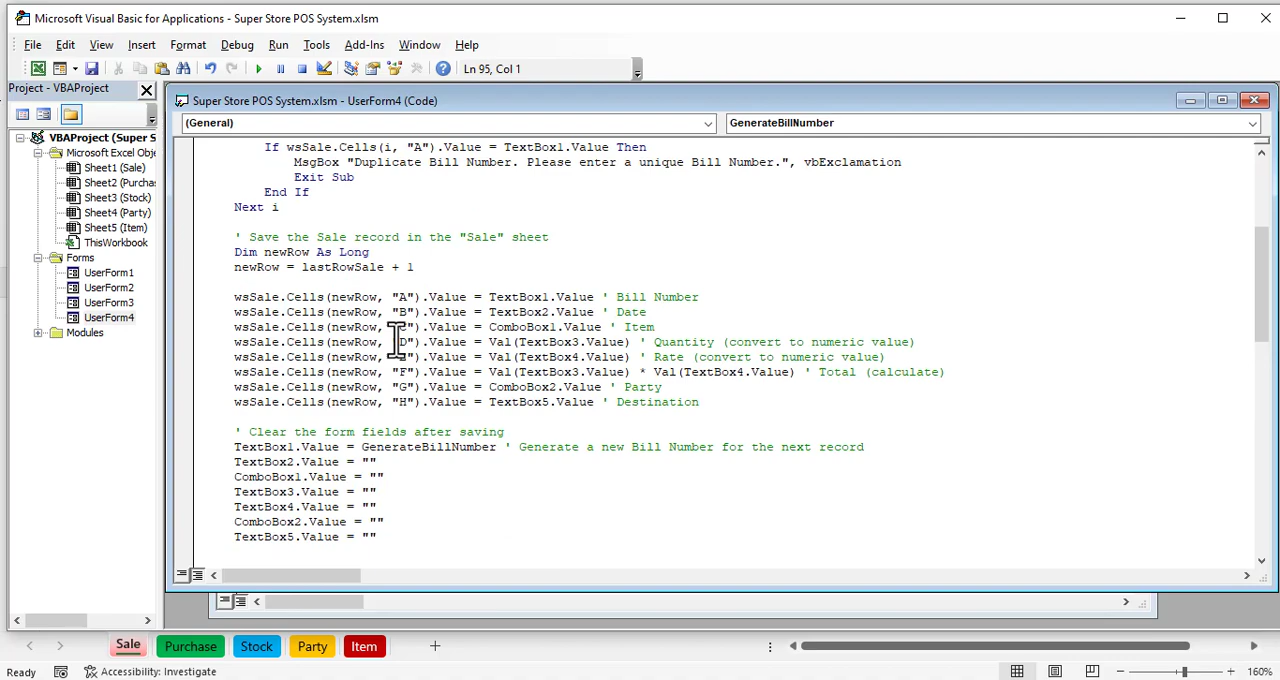 Microsoft Visual Basic for Applications - Super Store POS System.xlsm
File Edit View Insert Format Debug Run Tools Add-Ins Window Help
Ln 95, Col 1
Project - VBAProject
Super Store POS System.xlsm - UserForm4 (Code)
(General) GenerateBillNumber
VBAProject (Super S
Microsoft Excel Obje
Sheet1 (Sale)
Sheet2 (Purcha
Sheet3 (Stock)
Sheet4 (Party)
Sheet5 (Item)
ThisWorkbook
Forms
UserForm1
UserForm2
UserForm3
UserForm4
Modules
If wsSale.Cells(i, "A").Value = TextBox1.Value Then
MsgBox "Duplicate Bill Number. Please enter a unique Bill Number.", vbExclamation
Exit Sub
End If
Next i
' Save the Sale record in the "Sale" sheet
Dim newRow As Long
newRow = lastRowSale + 1
wsSale.Cells(newRow, "A").Value = TextBox1.Value ' Bill Number
wsSale.Cells(newRow, "B").Value = TextBox2.Value ' Date
wsSale.Cells(newRow, ").Value = ComboBox1.Value ' Item
wsSale.Cells(newRow, D").Value = Val(TextBox3.Value) ' Quantity (convert to numeric value)
wsSale.Cells(newRow, ").Value = Val(TextBox4.Value) ' Rate (convert to numeric value)
wsSale.Cells(newRow, "F").Value = Val(TextBox3.Value) * Val(TextBox4.Value) ' Total (calculate)
wsSale.Cells(newRow, "G").Value = ComboBox2.Value ' Party
wsSale.Cells(newRow, "H").Value = TextBox5.Value ' Destination
' Clear the form fields after saving
TextBox1.Value = GenerateBillNumber ' Generate a new Bill Number for the next record
TextBox2.Value = ""
ComboBox1.Value = ""
TextBox3.Value = ""
TextBox4.Value = ""
ComboBox2.Value = ""
TextBox5.Value = ""
Sale Purchase Stock Party Item
Ready Accessibility: Investigate 160%